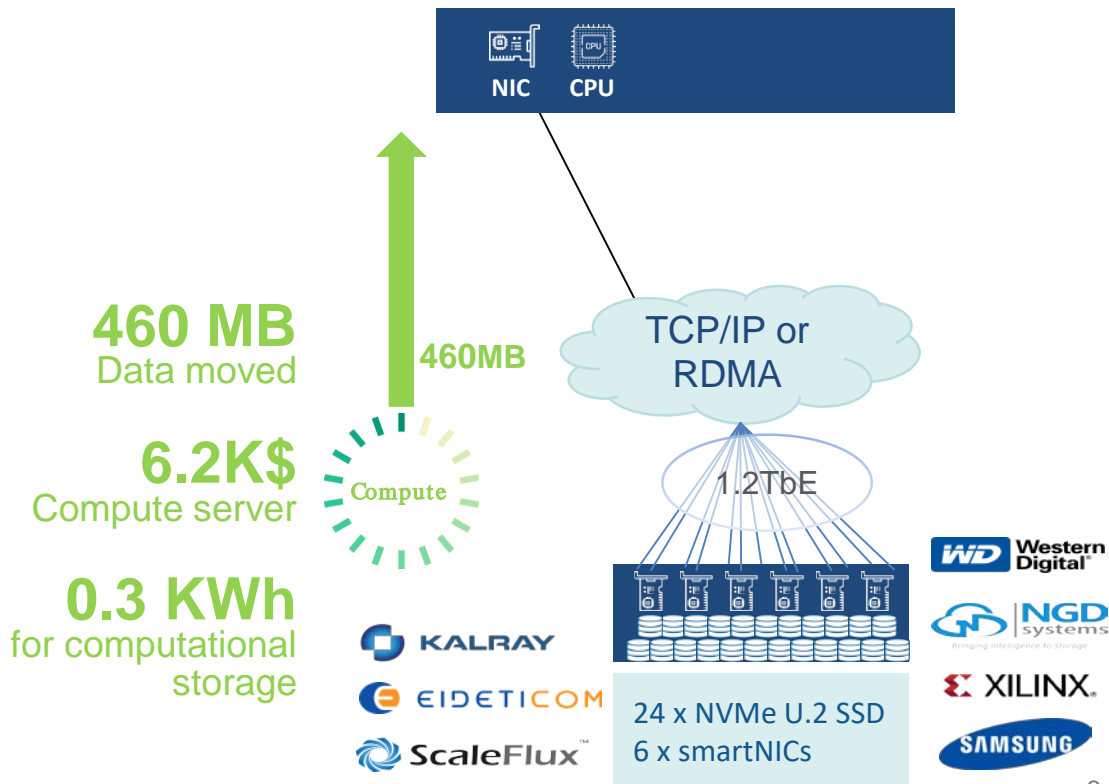 NIC
CPU
CPU
460 MB
Data moved
460MB
TCP/IP or
RDMA
6.2K$
Compute server
Compute
1.2TbE
0.3 KWh
for computational
storage
KALRAY
EIDETICOM
ScaleFlux™
24 x NVMe U.2 SSD
6 x smartNICs
WD Western
Digital®
NGD
systems
Bringing Intelligence to Storage
XILINX®
SAMSUNG